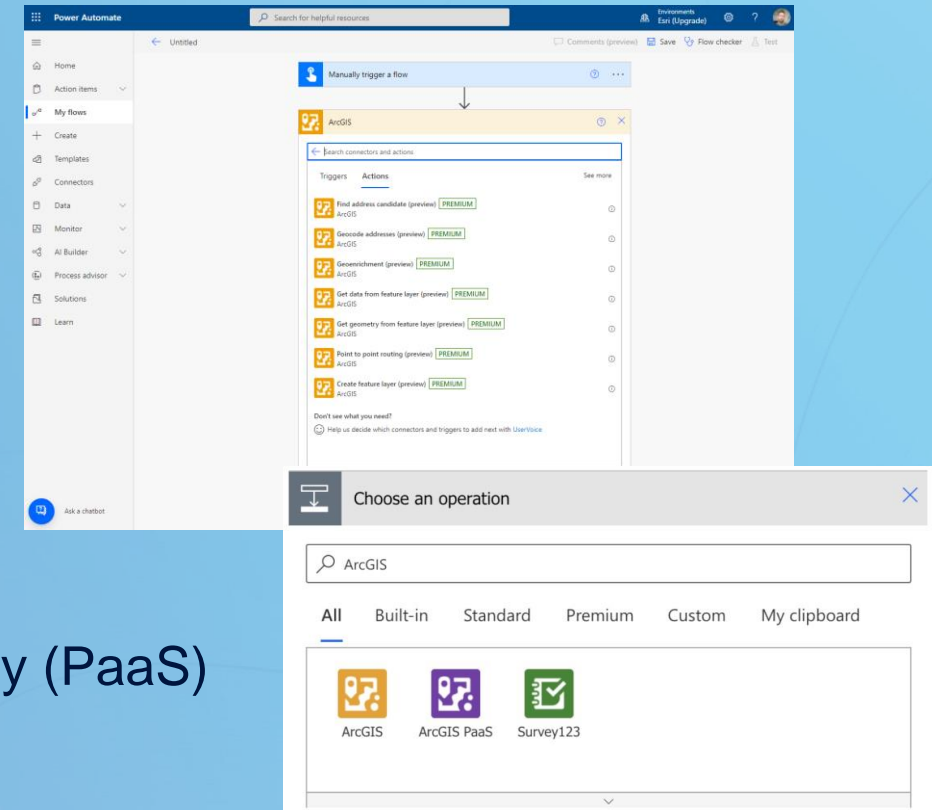 Power Automate
Search for helpful resources
Environments
Esri (Upgrade)
?
Untitled
Comments (preview)
Save
Flow checker
Test
Home
Action items
My flows
Create
Templates
Connectors
Data
Monitor
AI Builder
Process advisor
Solutions
Learn
Ask a chatbot
Manually trigger a flow
ArcGIS
Search connectors and actions
Triggers Actions See more
Find address candidate (preview) PREMIUM
ArcGIS
Geocode addresses (preview) PREMIUM
ArcGIS
Geoenrichment (preview) PREMIUM
ArcGIS
Get data from feature layer (preview) PREMIUM
ArcGIS
Get geometry from feature layer (preview) PREMIUM
ArcGIS
Point to point routing (preview) PREMIUM
ArcGIS
Create feature layer (preview) PREMIUM
ArcGIS
Don't see what you need?
Help us decide which connectors and triggers to add next with UserVoice
y (PaaS)
Choose an operation
ArcGIS
All Built-in Standard Premium Custom My clipboard
ArcGIS ArcGIS PaaS Survey123